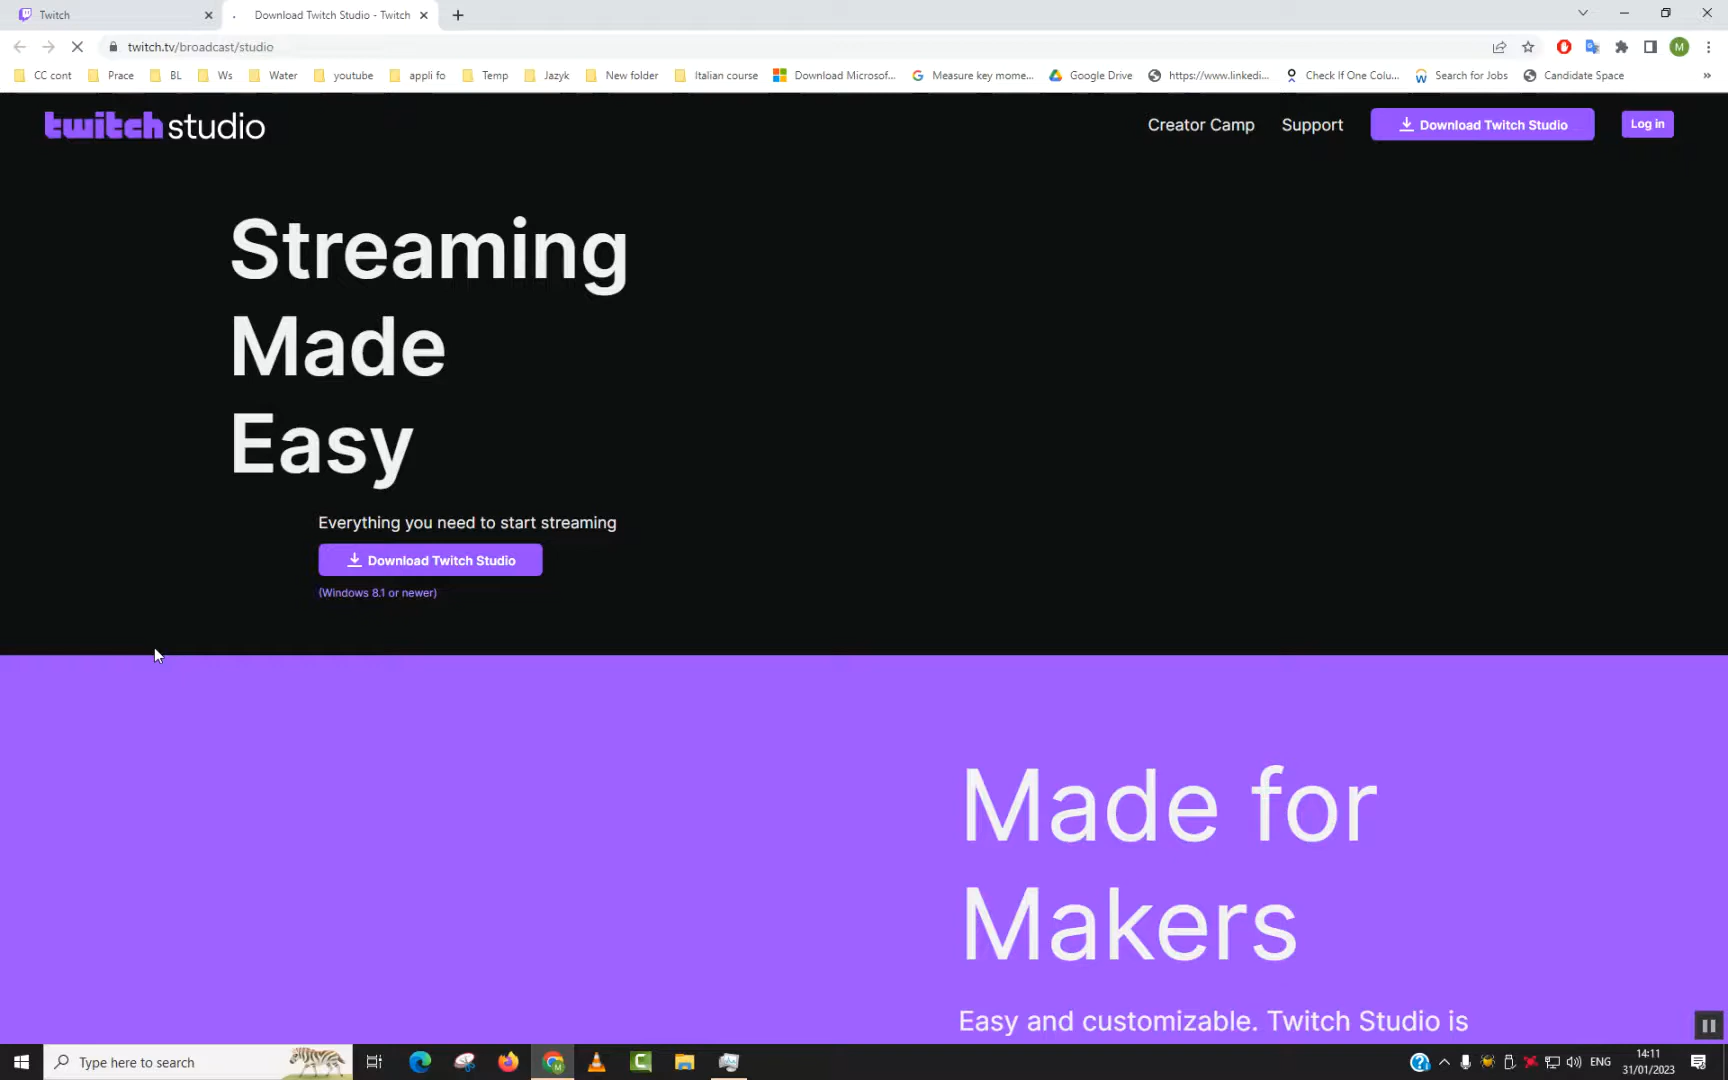 Twitch
Download Twitch Studio - Twitch
twitch.tv/broadcast/studio
M
CC cont
Prace
BL
Ws
Water
youtube
appli fo
Temp
Jazyk
New folder
Italian course
Download Microsof...
Measure key mome...
Google Drive
https://www.linkedi...
Check If One Colu...
Search for Jobs
Candidate Space
»
twitch studio
Creator Camp
Support
Download Twitch Studio
Log in
Streaming
Made
Easy
Everything you need to start streaming
Download Twitch Studio
(Windows 8.1 or newer)
Made for
Makers
Easy and customizable. Twitch Studio is
Type here to search
ENG
14:11
31/01/2023